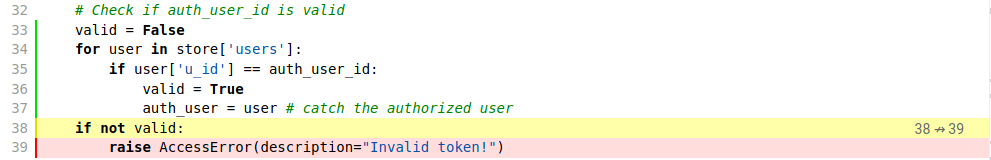 32 # Check if auth_user_id is valid
33 valid = False
34 for user in store['users']:
35 if user['u_id'] == auth_user_id:
36 valid = True
37 auth_user = user # catch the authorized user
38 if not valid: 38 ↛ 39
39 raise AccessError(description="Invalid token!")